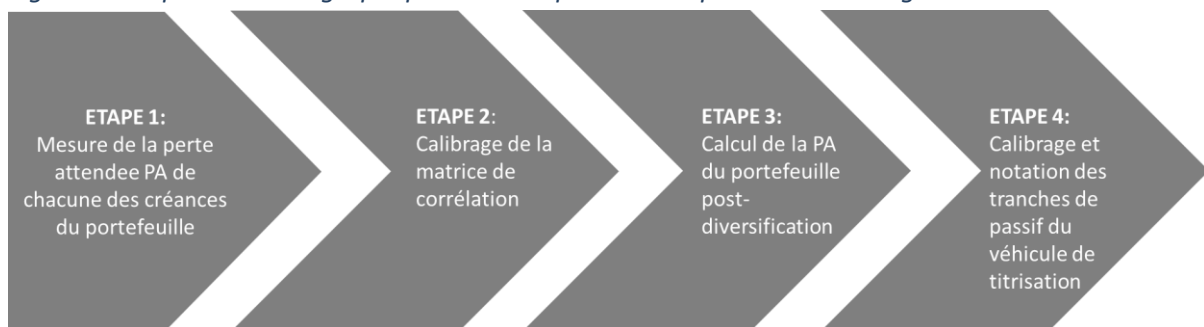 ETAPE 1:
Mesure de la perte
attendee PA de
chacune des créances
du portefeuille
ETAPE 2:
Calibrage de la
matrice de
corrélation
ETAPE 3:
Calcul de la PA
du portefeuille
post-
diversification
ETAPE 4:
Calibrage et
notation des
tranches de
passif du
véhicule de
titrisation